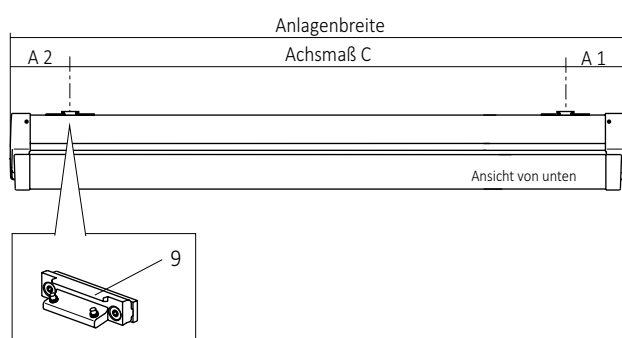 Anlagenbreite
A 2
Achsmaß C
A 1
Ansicht von unten
9